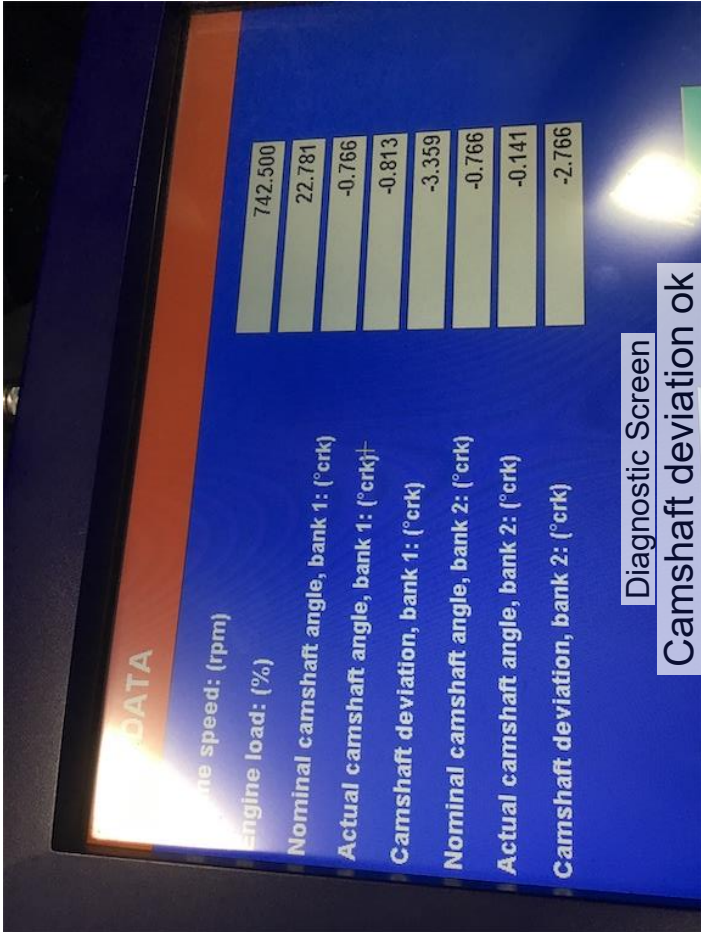 DATA
speed: (rpm) 742.500
Engine load: (%) 22.781
Nominal camshaft angle, bank 1: (°crk) -0.766
Actual camshaft angle, bank 1: (°crk) -0.813
Camshaft deviation, bank 1: (°crk) -3.359
Nominal camshaft angle, bank 2: (°crk) -0.766
Actual camshaft angle, bank 2: (°crk) -0.141
Camshaft deviation, bank 2: (°crk) -2.766
Diagnostic Screen
Camshaft deviation ok